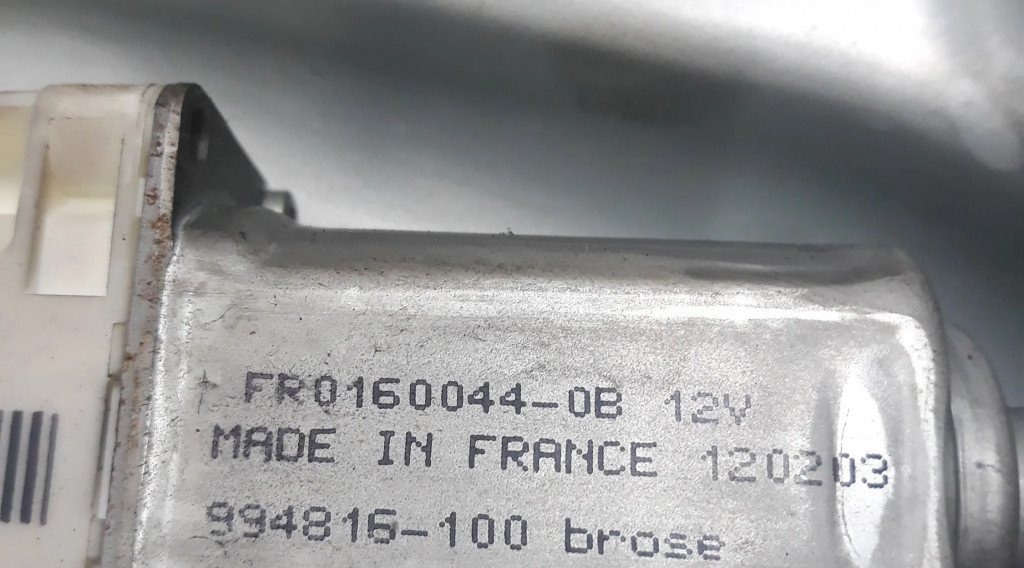 FR0160044-0B 12V
MADE IN FRANCE 120203
994816-100 brose